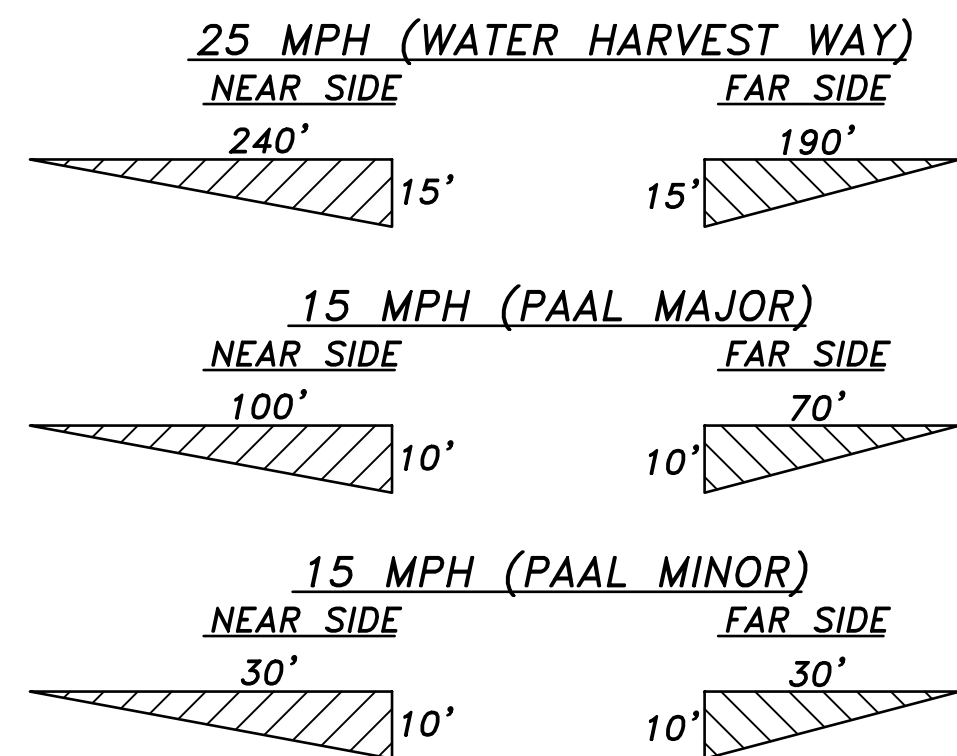 25 MPH (WATER HARVEST WAY)
NEAR SIDE FAR SIDE
240' 190'
15' 15'
15 MPH (PAAL MAJOR)
NEAR SIDE FAR SIDE
100' 70'
10' 10'
15 MPH (PAAL MINOR)
NEAR SIDE FAR SIDE
30' 30'
10' 10'